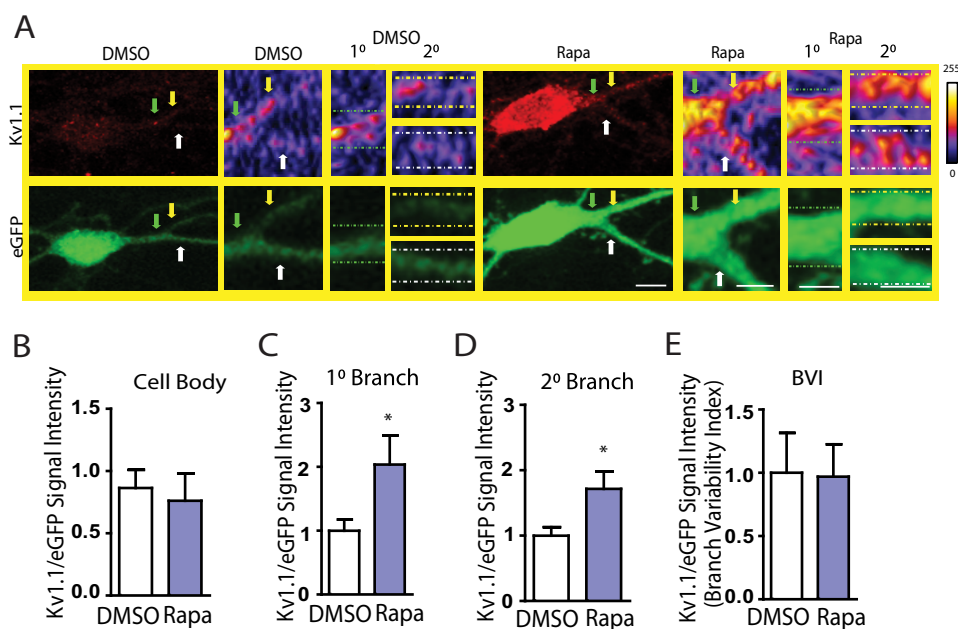 A
DMSO
DMSO
DMSO
1º
2º
Rapa
Rapa
Rapa
1º
2º
Kv1.1
eGFP
255
0
B
Cell Body
Kv1.1/eGFP Signal Intensity
1.5
1.0
0.5
0.0
DMSO Rapa
C
1º Branch
Kv1.1/eGFP Signal Intensity
3
2
1
0
*
DMSO Rapa
D
2º Branch
Kv1.1/eGFP Signal Intensity
3
2
1
0
*
DMSO Rapa
E
BVI
Kv1.1/eGFP Signal Intensity
(Branch Variability Index)
1.5
1.0
0.5
0.0
DMSO Rapa